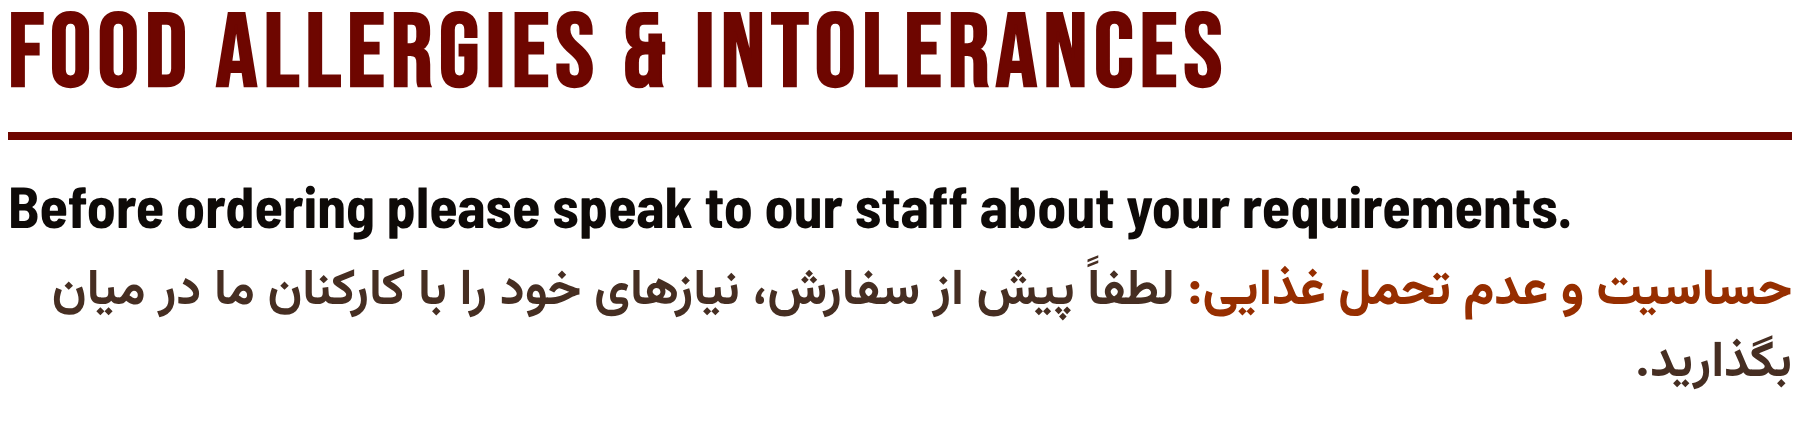 FOOD ALLERGIES & INTOLERANCES
Before ordering please speak to our staff about your requirements.
حساسیت و عدم تحمل غذایی: لطفاً پیش از سفارش، نیازهای خود را با کارکنان ما در میان
بگذارید.